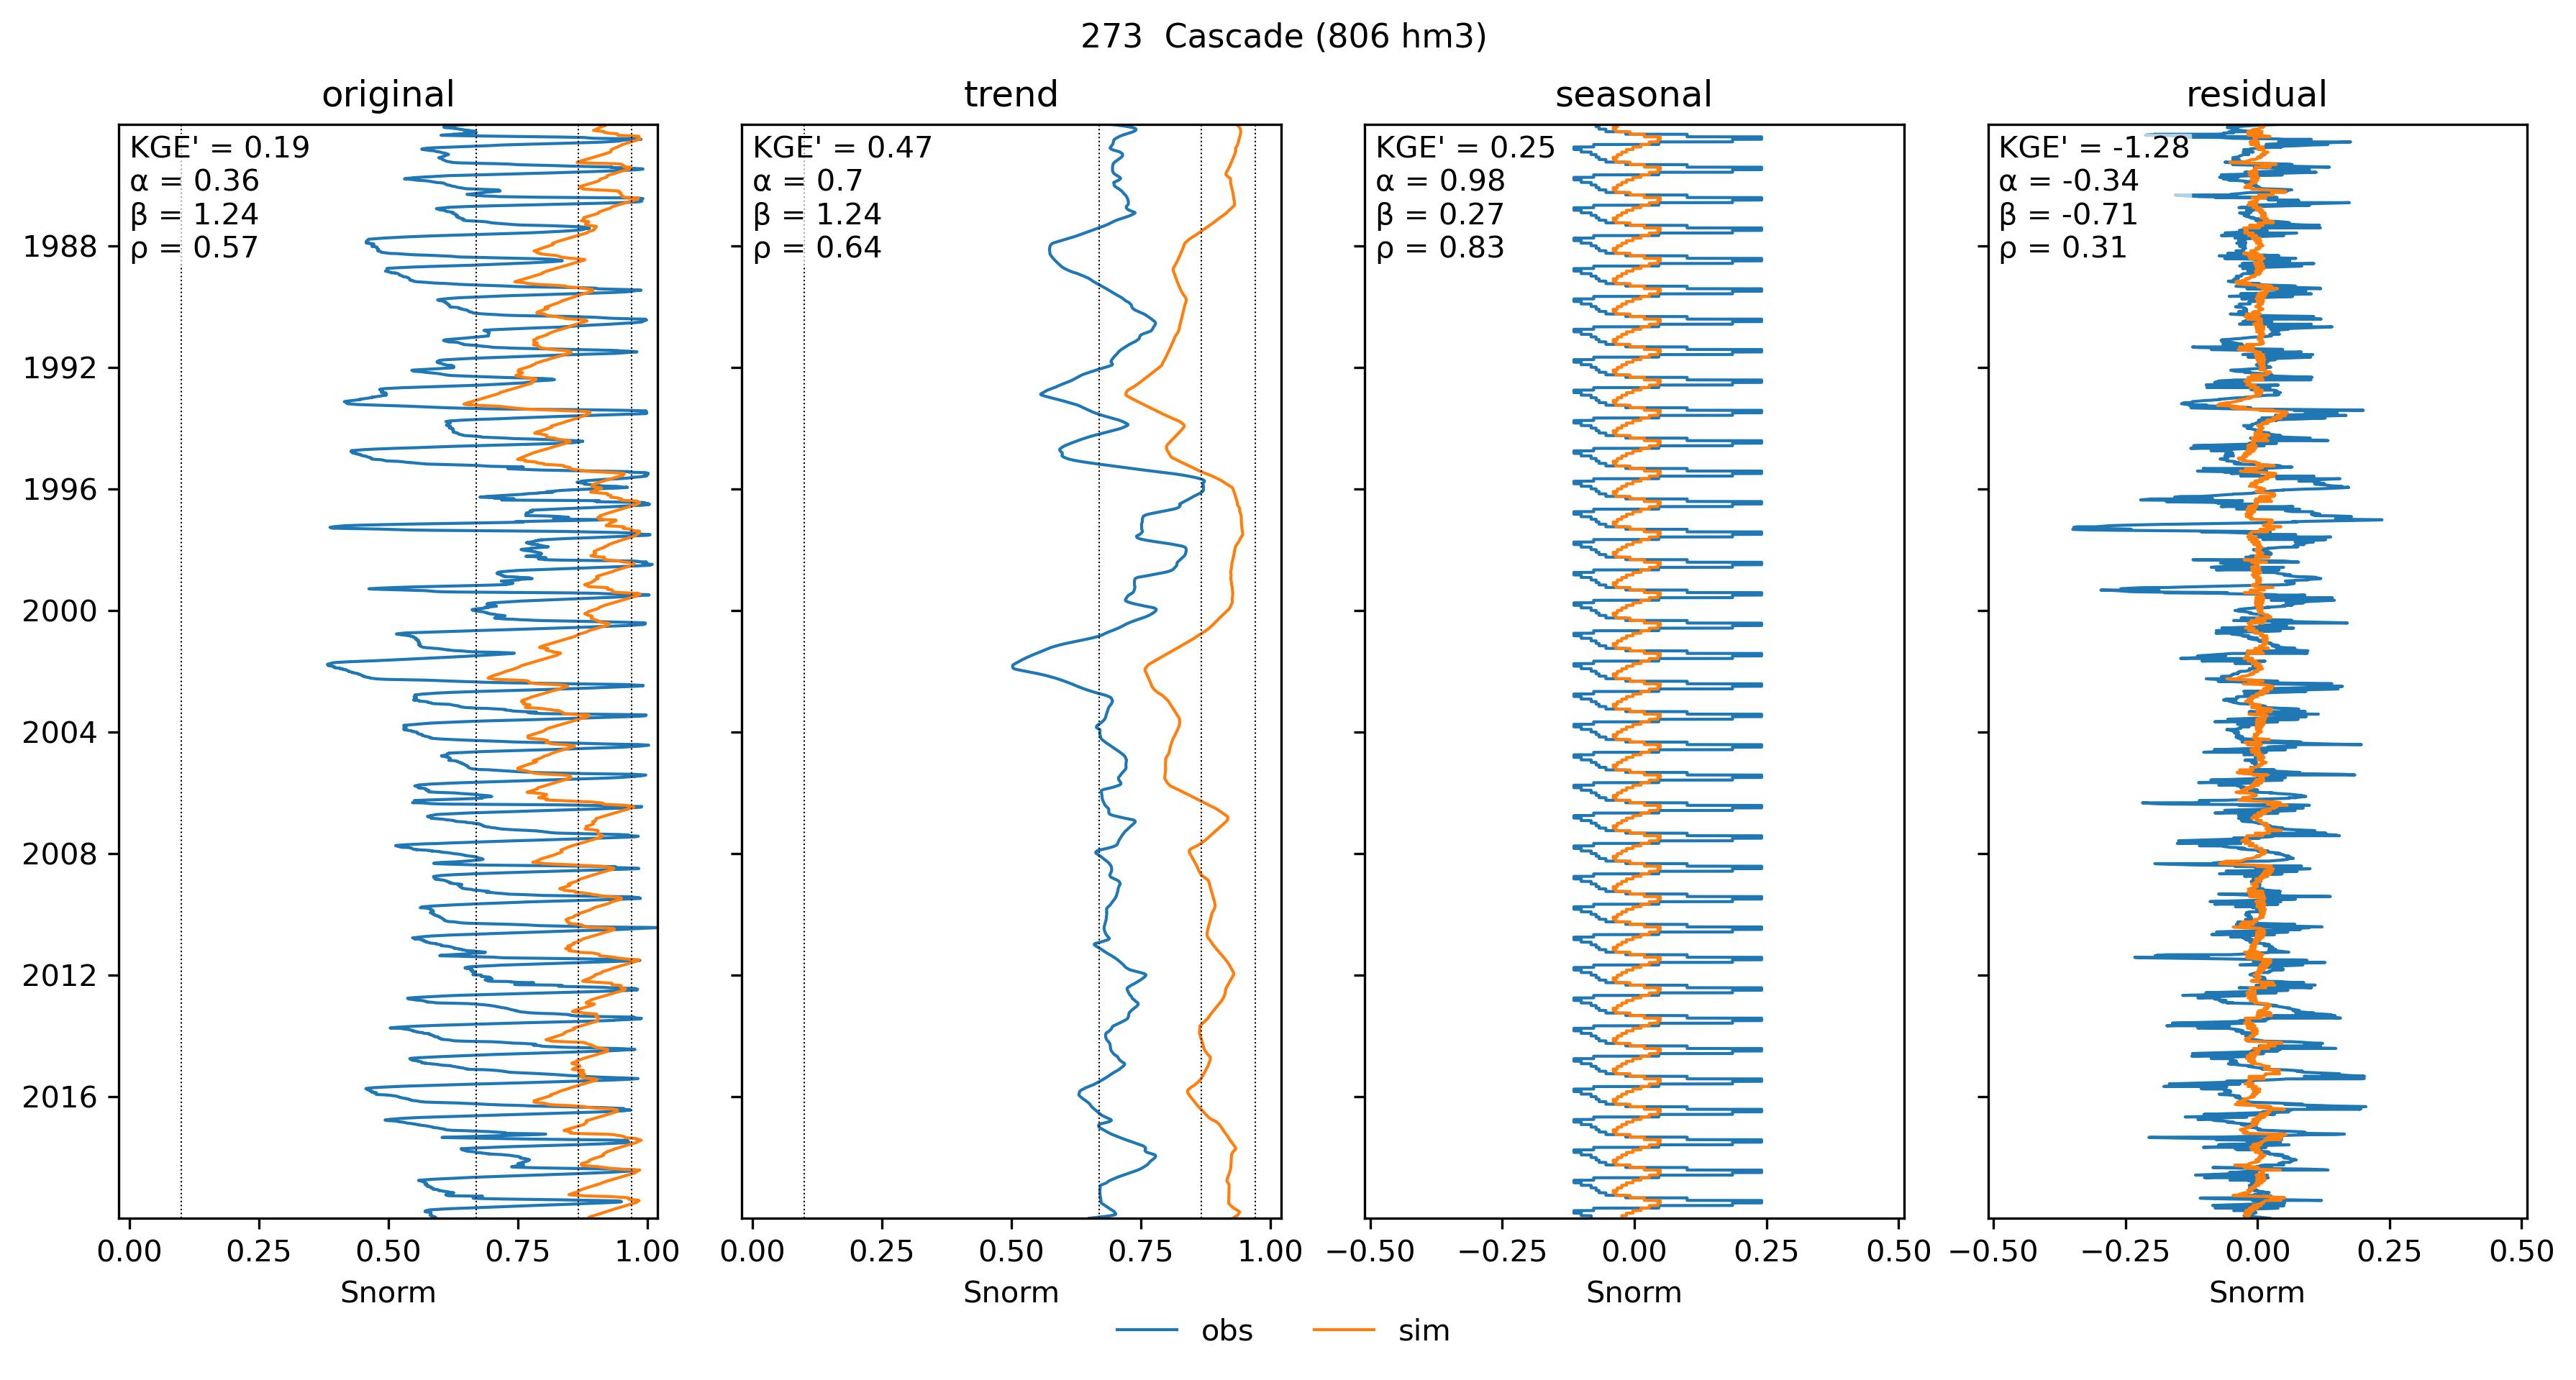 273  Cascade (806 hm3)
original
trend
seasonal
residual
KGE' = 0.19
α = 0.36
β = 1.24
ρ = 0.57
KGE' = 0.47
α = 0.7
β = 1.24
ρ = 0.64
KGE' = 0.25
α = 0.98
β = 0.27
ρ = 0.83
KGE' = -1.28
α = -0.34
β = -0.71
ρ = 0.31
1988
1992
1996
2000
2004
2008
2012
2016
0.00 0.25 0.50 0.75 1.00
0.00 0.25 0.50 0.75 1.00
−0.50 −0.25 0.00 0.25 0.50
−0.50 −0.25 0.00 0.25 0.50
Snorm
Snorm
Snorm
Snorm
obs
sim